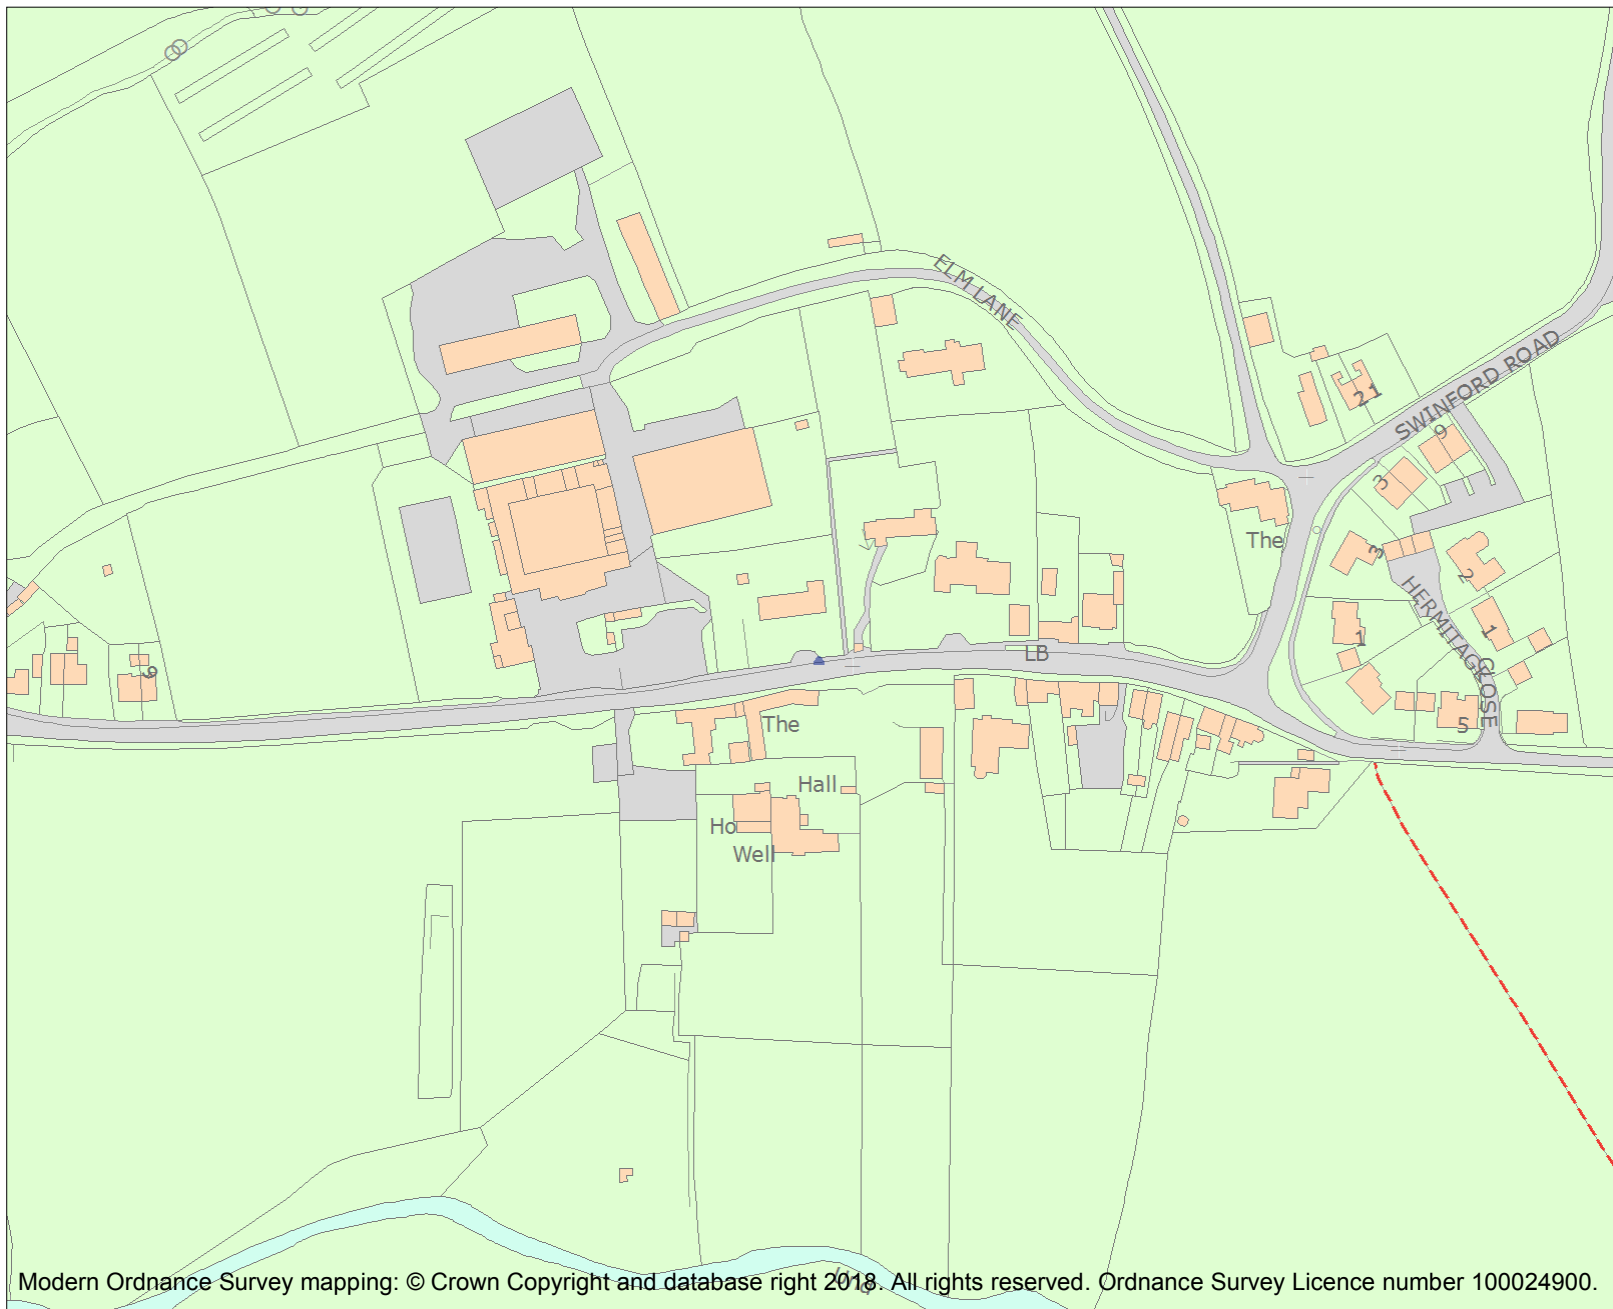 ELM LANE
SWINFORD ROAD
21
9
3
The
3
2
HERMITAGE CLOSE
1
1
LB
9
5
The
Hall
Ho
Well
Und
Modern Ordnance Survey mapping: © Crown Copyright and database right 2018. All rights reserved. Ordnance Survey Licence number 100024900.